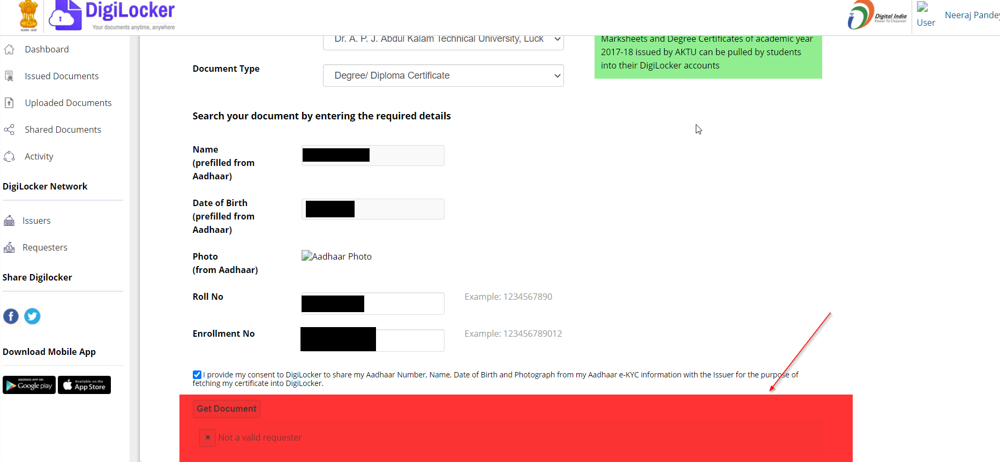 सत्यमेव जयते
DigiLocker
Your documents anytime, anywhere
Digital India
Power To Empower
User
Neeraj Pandey
Dashboard
Issued Documents
Uploaded Documents
Shared Documents
Activity
DigiLocker Network
Issuers
Requesters
Share Digilocker
Download Mobile App
ANDROID APP ON
Google play
Available on the
App Store
Dr. A. P. J. Abdul Kalam Technical University, Luck
Document Type
Degree/ Diploma Certificate
Marksheets and Degree Certificates of academic year
2017-18 issued by AKTU can be pulled by students
into their DigiLocker accounts
Search your document by entering the required details
Name
(prefilled from
Aadhaar)
Date of Birth
(prefilled from
Aadhaar)
Photo
(from Aadhaar)
Aadhaar Photo
Roll No
Example: 1234567890
Enrollment No
Example: 123456789012
I provide my consent to DigiLocker to share my Aadhaar Number, Name, Date of Birth and Photograph from my Aadhaar e-KYC information with the Issuer for the purpose of
fetching my certificate into DigiLocker.
Get Document
× Not a valid requester